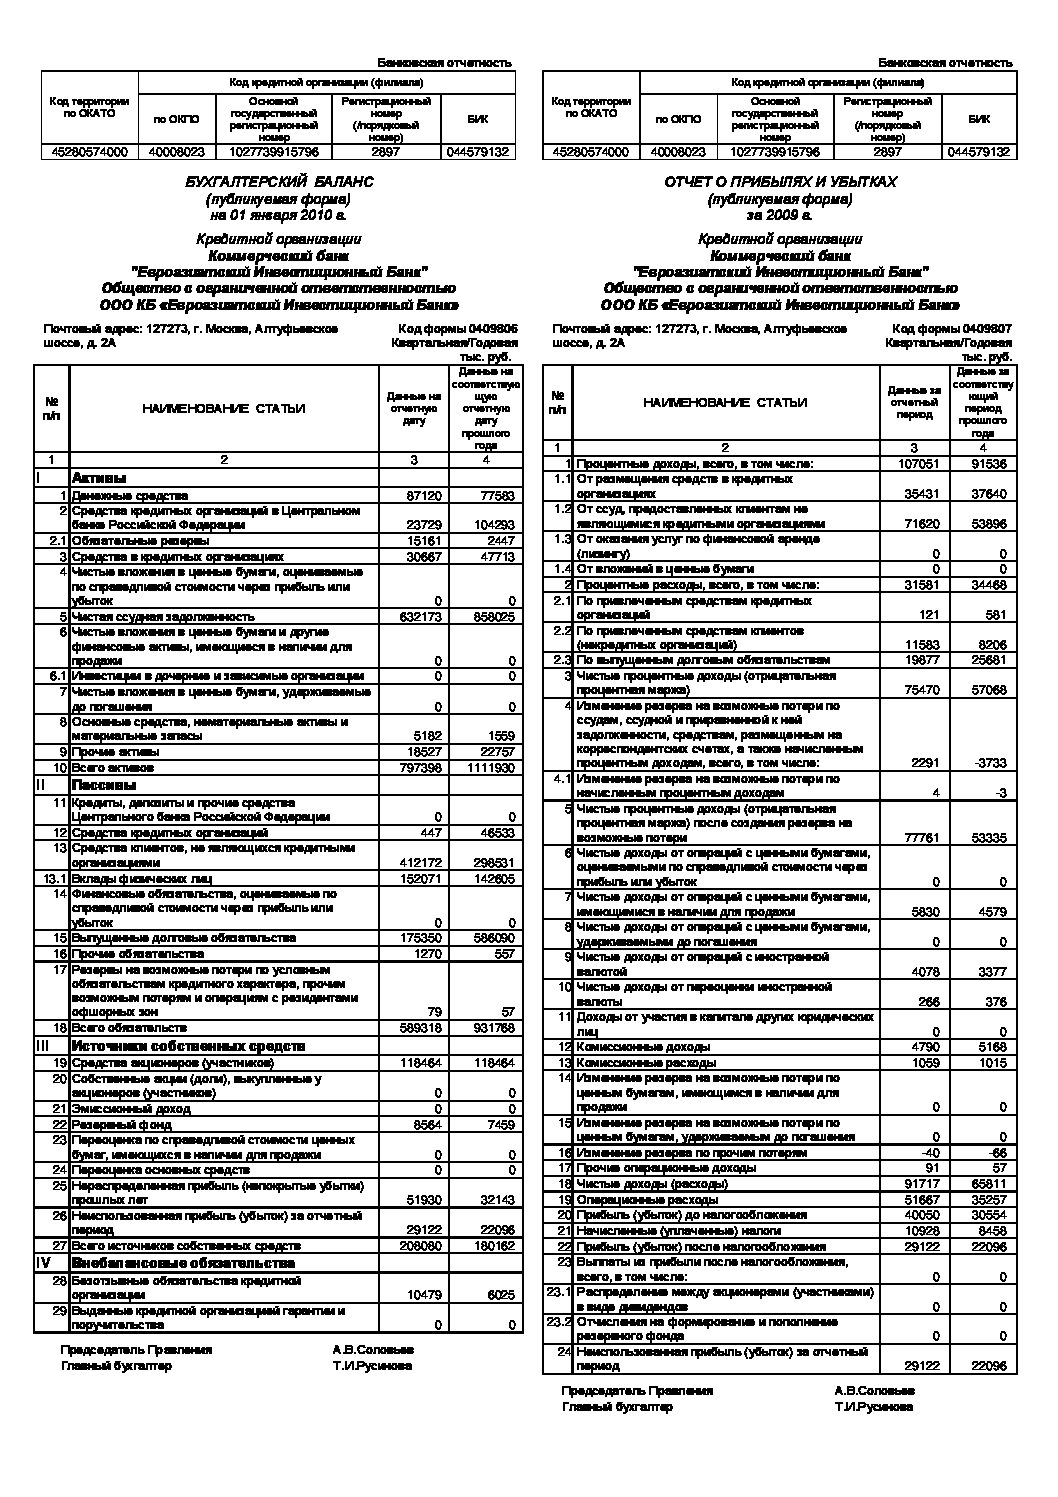 Банковская отчетность
Код территории по ОКАТО
Код кредитной организации (филиала)
по ОКПО
Основной государственный регистрационный номер
Регистрационный номер (/порядковый номер)
БИК
45280574000 40008023 1027739915796 2897 044579132
БУХГАЛТЕРСКИЙ БАЛАНС
(публикуемая форма)
на 01 января 2010 г.
Кредитной организации
Коммерческий банк
"Евроазиатский Инвестиционный Банк"
Общество с ограниченной ответственностью
ООО КБ «Евроазиатский Инвестиционный Банк»
Почтовый адрес: 127273, г. Москва, Алтуфьевское
шоссе, д. 2А
Код формы 0409806
Квартальная/Годовая
тыс. руб.
№ п/п
НАИМЕНОВАНИЕ СТАТЬИ
Данные на отчетную дату
Данные на соответствую щую отчетную дату прошлого года
1 2 3 4
I Активы
1 Денежные средства 87120 77583
2 Средства кредитных организаций в Центральном
банке Российской Федерации 23729 104293
2.1 Обязательные резервы 15161 2447
3 Средства в кредитных организациях 30667 47713
4 Чистые вложения в ценные бумаги, оцениваемые
по справедливой стоимости через прибыль или
убыток 0 0
5 Чистая ссудная задолженность 632173 858025
6 Чистые вложения в ценные бумаги и другие
финансовые активы, имеющиеся в наличии для
продажи 0 0
6.1 Инвестиции в дочерние и зависимые организации 0 0
7 Чистые вложения в ценные бумаги, удерживаемые
до погашения 0 0
8 Основные средства, нематериальные активы и
материальные запасы 5182 1559
9 Прочие активы 18527 22757
10 Всего активов 797398 1111930
II Пассивы
11 Кредиты, депозиты и прочие средства
Центрального банка Российской Федерации 0 0
12 Средства кредитных организаций 447 46533
13 Средства клиентов, не являющихся кредитными
организациями 412172 298531
13.1 Вклады физических лиц 152071 142605
14 Финансовые обязательства, оцениваемые по
справедливой стоимости через прибыль или
убыток 0 0
15 Выпущенные долговые обязательства 175350 586090
16 Прочие обязательства 1270 557
17 Резервы на возможные потери по условным
обязательствам кредитного характера, прочим
возможным потерям и операциям с резидентами
офшорных зон 79 57
18 Всего обязательств 589318 931768
III Источники собственных средств
19 Средства акционеров (участников) 118464 118464
20 Собственные акции (доли), выкупленные у
акционеров (участников) 0 0
21 Эмиссионный доход 0 0
22 Резервный фонд 8564 7459
23 Переоценка по справедливой стоимости ценных
бумаг, имеющихся в наличии для продажи 0 0
24 Переоценка основных средств 0 0
25 Нераспределенная прибыль (непокрытые убытки)
прошлых лет 51930 32143
26 Неиспользованная прибыль (убыток) за отчетный
период 29122 22096
27 Всего источников собственных средств 208080 180162
IV Внебалансовые обязательства
28 Безотзывные обязательства кредитной
организации 10479 6025
29 Выданные кредитной организацией гарантии и
поручительства 0 0
Председатель Правления А.В.Соловьев
Главный бухгалтер Т.И.Русинова
Банковская отчетность
Код территории по ОКАТО
Код кредитной организации (филиала)
по ОКПО
Основной государственный регистрационный номер
Регистрационный номер (/порядковый номер)
БИК
45280574000 40008023 1027739915796 2897 044579132
ОТЧЕТ О ПРИБЫЛЯХ И УБЫТКАХ
(публикуемая форма)
за 2009 г.
Кредитной организации
Коммерческий банк
"Евроазиатский Инвестиционный Банк"
Общество с ограниченной ответственностью
ООО КБ «Евроазиатский Инвестиционный Банк»
Почтовый адрес: 127273, г. Москва, Алтуфьевское
шоссе, д. 2А
Код формы 0409807
Квартальная/Годовая
тыс. руб.
№ п/п
НАИМЕНОВАНИЕ СТАТЬИ
Данные за отчетный период
Данные за соответству ющий период прошлого года
1 2 3 4
1 Процентные доходы, всего, в том числе: 107051 91536
1.1 От размещения средств в кредитных
организациях 35431 37640
1.2 От ссуд, предоставленных клиентам не
являющимися кредитными организациями 71620 53896
1.3 От оказания услуг по финансовой аренде
(лизингу) 0 0
1.4 От вложений в ценные бумаги 0 0
2 Процентные расходы, всего, в том числе: 31581 34468
2.1 По привлеченным средствам кредитных
организаций 121 581
2.2 По привлеченным средствам клиентов
(некредитных организаций) 11583 8206
2.3 По выпущенным долговым обязательствам 19877 25681
3 Чистые процентные доходы (отрицательная
процентная маржа) 75470 57068
4 Изменение резерва на возможные потери по
ссудам, ссудной и приравненной к ней
задолженности, средствам, размещенным на
корреспондентских счетах, а также начисленным
процентным доходам, всего, в том числе: 2291 -3733
4.1 Изменение резерва на возможные потери по
начисленным процентным доходам 4 -3
5 Чистые процентные доходы (отрицательная
процентная маржа) после создания резерва на
возможные потери 77761 53335
6 Чистые доходы от операций с ценными бумагами,
оцениваемыми по справедливой стоимости через
прибыль или убыток 0 0
7 Чистые доходы от операций с ценными бумагами,
имеющимися в наличии для продажи 5830 4579
8 Чистые доходы от операций с ценными бумагами,
удерживаемыми до погашения 0 0
9 Чистые доходы от операций с иностранной
валютой 4078 3377
10 Чистые доходы от переоценки иностранной
валюты 266 376
11 Доходы от участия в капитале других юридических
лиц 0 0
12 Комиссионные доходы 4790 5168
13 Комиссионные расходы 1059 1015
14 Изменение резерва на возможные потери по
ценным бумагам, имеющимся в наличии для
продажи 0 0
15 Изменение резерва на возможные потери по
ценным бумагам, удерживаемым до погашения 0 0
16 Изменение резерва по прочим потерям -40 -66
17 Прочие операционные доходы 91 57
18 Чистые доходы (расходы) 91717 65811
19 Операционные расходы 51667 35257
20 Прибыль (убыток) до налогообложения 40050 30554
21 Начисленные (уплаченные) налоги 10928 8458
22 Прибыль (убыток) после налогообложения 29122 22096
23 Выплаты из прибыли после налогообложения,
всего, в том числе: 0 0
23.1 Распределение между акционерами (участниками)
в виде дивидендов 0 0
23.2 Отчисления на формирование и пополнение
резервного фонда 0 0
24 Неиспользованная прибыль (убыток) за отчетный
период 29122 22096
Председатель Правления А.В.Соловьев
Главный бухгалтер Т.И.Русинова